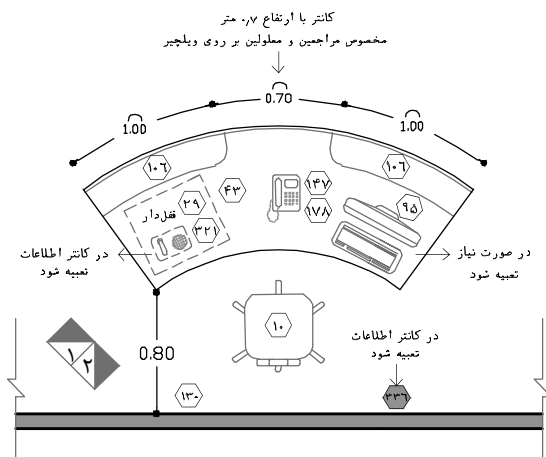 کانتر با ارتفاع ۰٫۷ متر
مخصوص مراجعین و معلولین بر روی ویلچیر
0.70
1.00
1.00
۱۰۶
۱۰۶
۱۴۷
۴۳
۲۹
۱۷۸
۹۵
قفل‌دار
۳۲۱
در کانتر اطلاعات
تعبیه شود
در صورت نیاز
تعبیه شود
۱۰
در کانتر اطلاعات
تعبیه شود
0.80
۱
۲
۱۳۰
۳۳۶